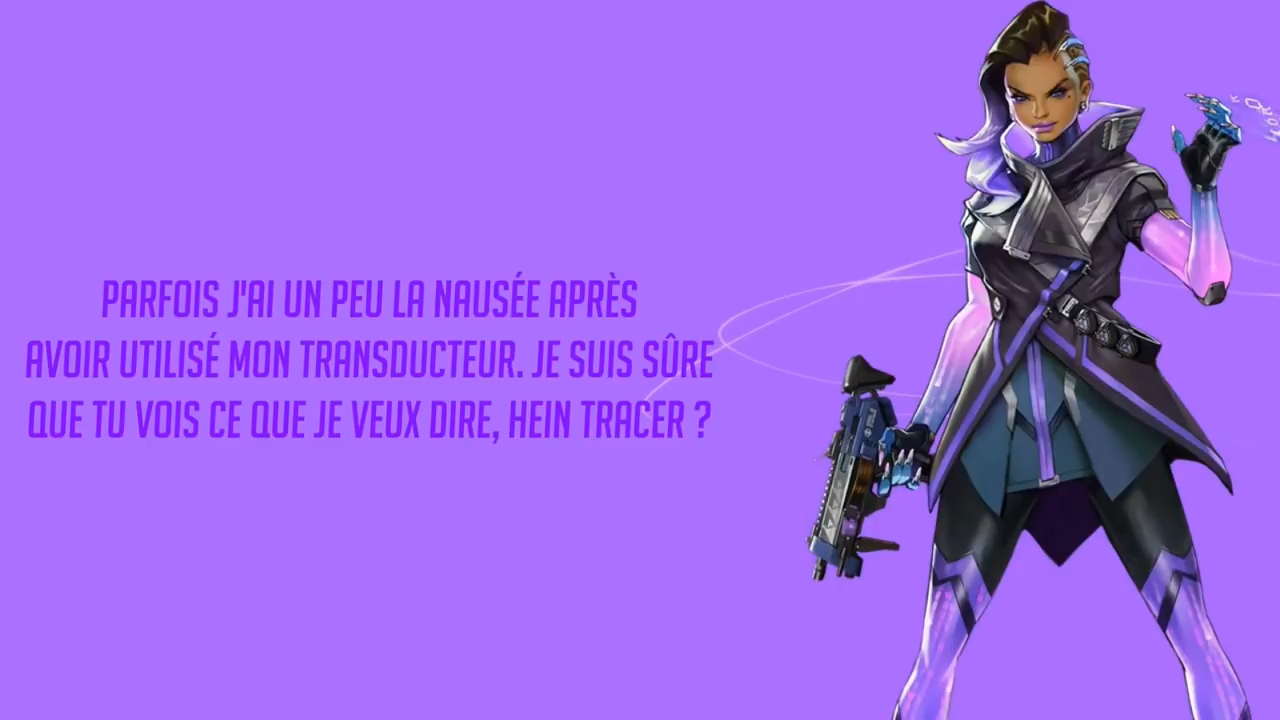 PARFOIS J'AI UN PEU LA NAUSÉE APRÈS
AVOIR UTILISÉ MON TRANSDUCTEUR. JE SUIS SÛRE
QUE TU VOIS CE QUE JE VEUX DIRE, HEIN TRACER ?